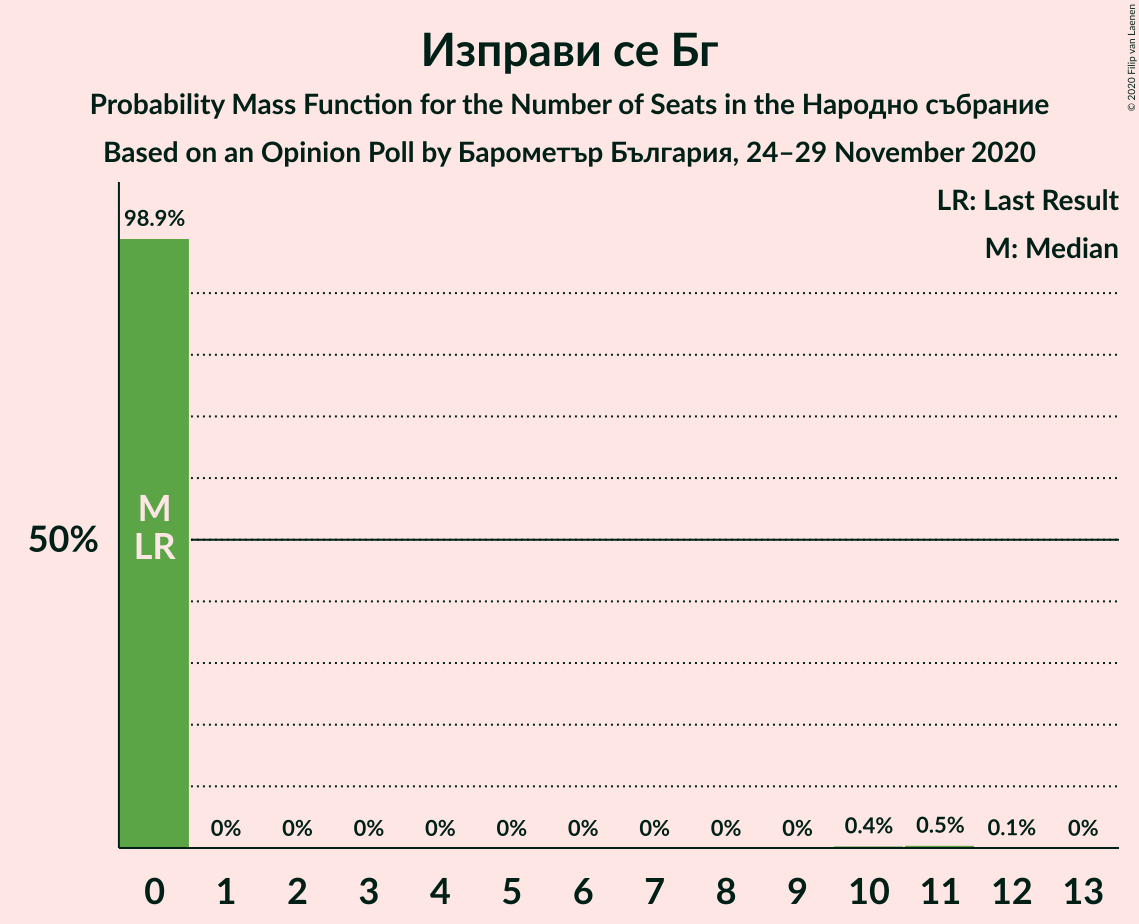 © 2020 Filip van Laenen
Изправи се Бг
Probability Mass Function for the Number of Seats in the Народно събрание
Based on an Opinion Poll by Барометър България, 24–29 November 2020
LR: Last Result
M: Median
98.9%
M
LR
50%
0% 0% 0% 0% 0% 0% 0% 0% 0% 0.4% 0.5% 0.1% 0%
0 1 2 3 4 5 6 7 8 9 10 11 12 13